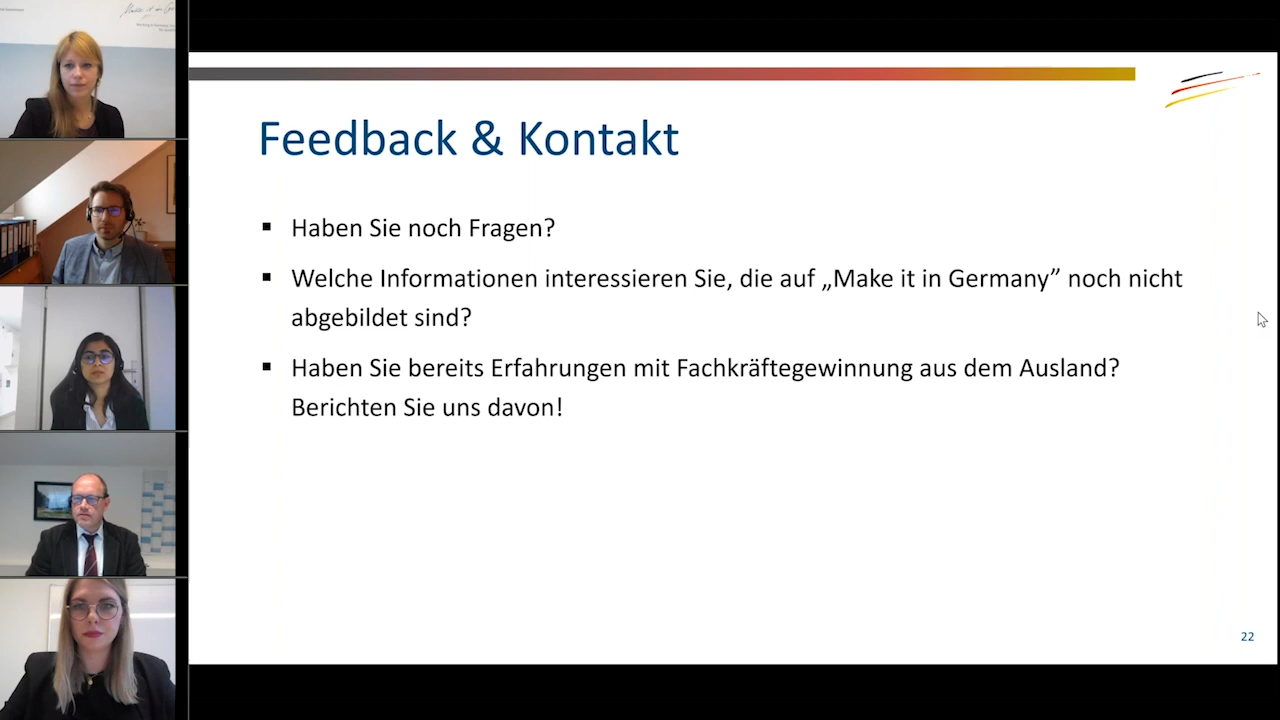 Feedback & Kontakt
▪ Haben Sie noch Fragen?
▪ Welche Informationen interessieren Sie, die auf „Make it in Germany” noch nicht
abgebildet sind?
▪ Haben Sie bereits Erfahrungen mit Fachkräftegewinnung aus dem Ausland?
Berichten Sie uns davon!
22